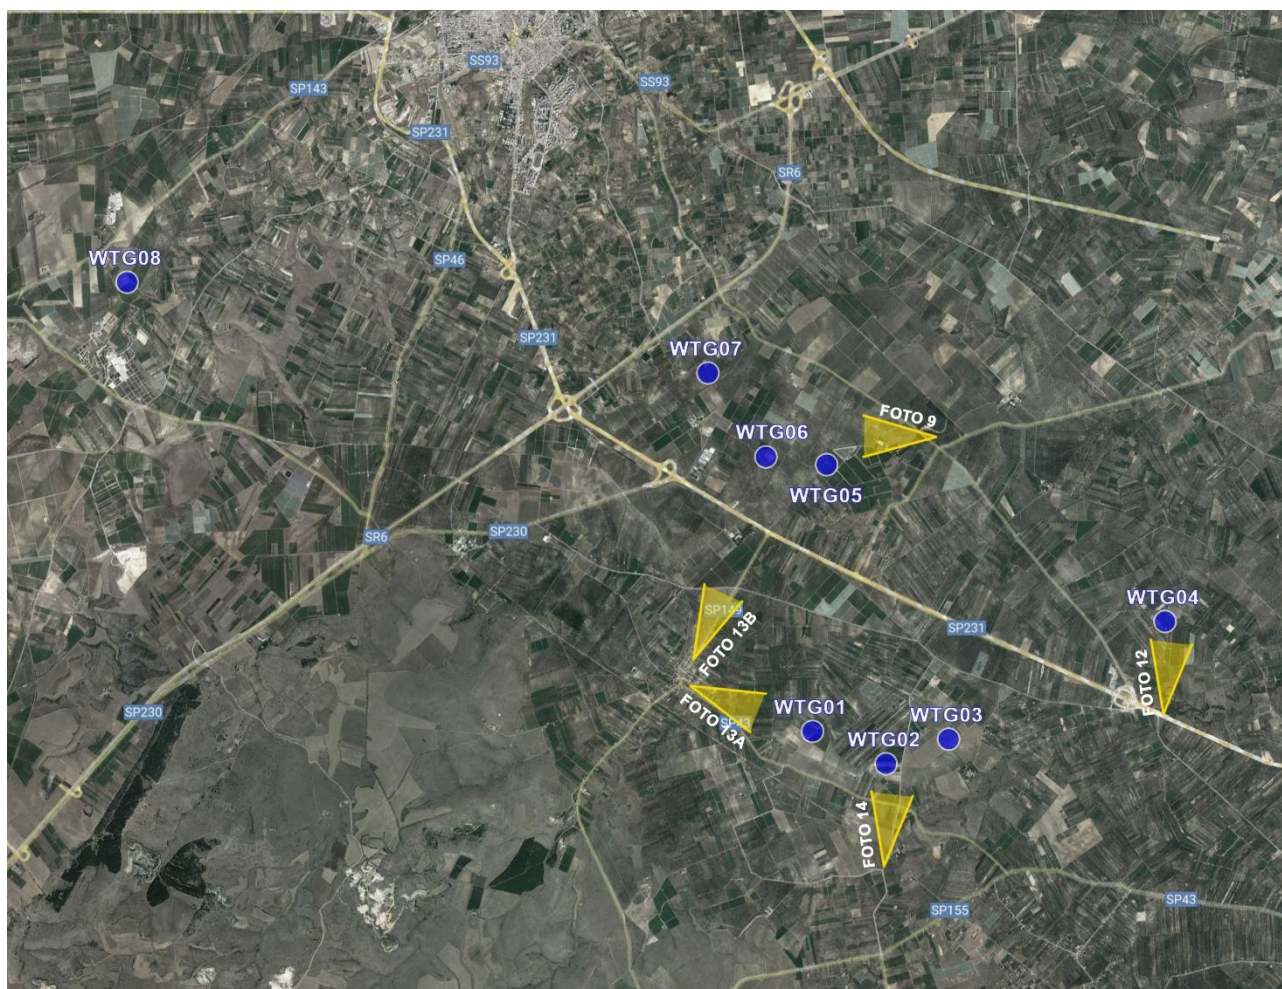 SS93
SS93
SP143
SP231
SR6
WTG08
SP46
SP231
WTG07
FOTO 9
WTG06
WTG05
SP230
SR6
WTG04
SP149
SP231
FOTO 13B
FOTO 12
SP230
WTG01
WTG03
SP43
FOTO 13A
WTG02
FOTO 14
SP43
SP155